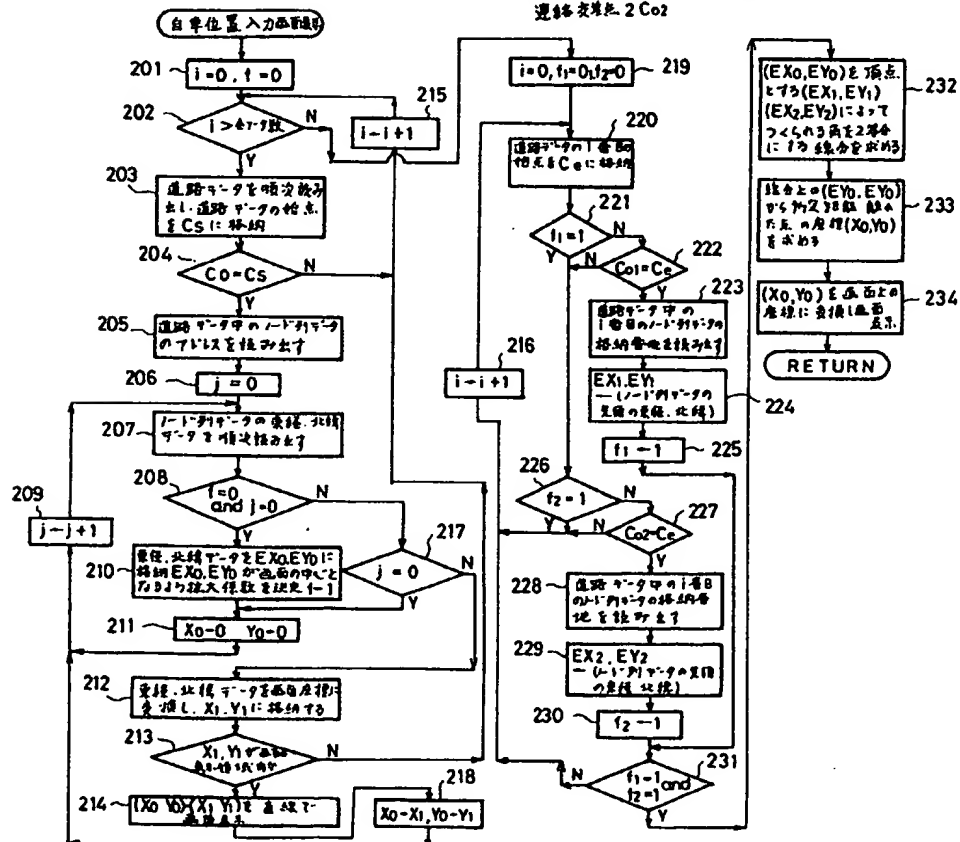 連絡交差点 2 Co2
自車位置入力画面表示
201
i=0, f=0
202
i>全データ数
N
Y
203
道路データを順次読み
出し、道路データの始点
をCsに格納
204
Co=Cs
N
Y
205
道路データ中のノード列データ
のアドレスを読み出す
206
j=0
207
ノード列データの東経、北緯
データを順次読み出す
208
f=0
and j=0
N
Y
209
j←j+1
210
東経、北緯データをEX0,EY0に
格納EX0,EY0が画面の中心と
なるよう拡大係数を決定f←1
211
X0←0 Y0←0
212
東経、北緯データを画面座標に
変換し、X1,Y1に格納する
213
X1,Y1が画面
N
Y
214
(X0 Y0)(X1 Y1)を直線で
215
i←i+1
216
i←i+1
217
j=0
N
Y
218
X0←X1,Y0←Y1
219
i=0, f1=0, f2=0
220
道路データのi番目の
始点をCeに格納
221
f1=1
N
Y
222
Co1=Ce
N
Y
223
道路データ中の
i番目のノード列データの
格納番地を読み出す
224
EX1,EY1
←(ノード列データの
の東経、北緯)
225
f1←1
226
f2=1
N
Y
227
Co2=Ce
N
Y
228
道路データ中のi番目
のノード列データの格納番
地を読み出す
229
EX2,EY2
←(ノード列データの
の東経、北緯)
230
f2←1
231
f1=1 and
f2=1
N
Y
232
(EX0,EY0)を頂点
とする(EX1,EY1)
(EX2,EY2)によって
つくられる角を2等分
にする線分を求める
233
線分上の(EY0,EY0)
から所定距離離れ
た点の座標(X0,Y0)
を求める
234
(X0,Y0)を画面上の
座標に変換し画面
表示
RETURN